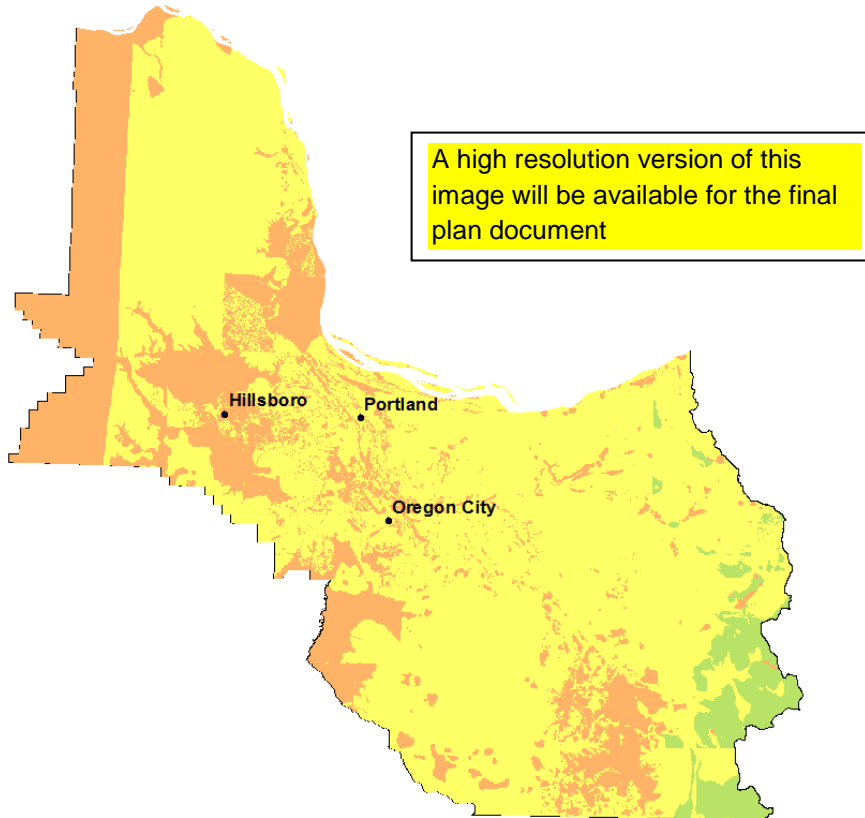 A high resolution version of this
image will be available for the final
plan document
Hillsboro
Portland
Oregon City